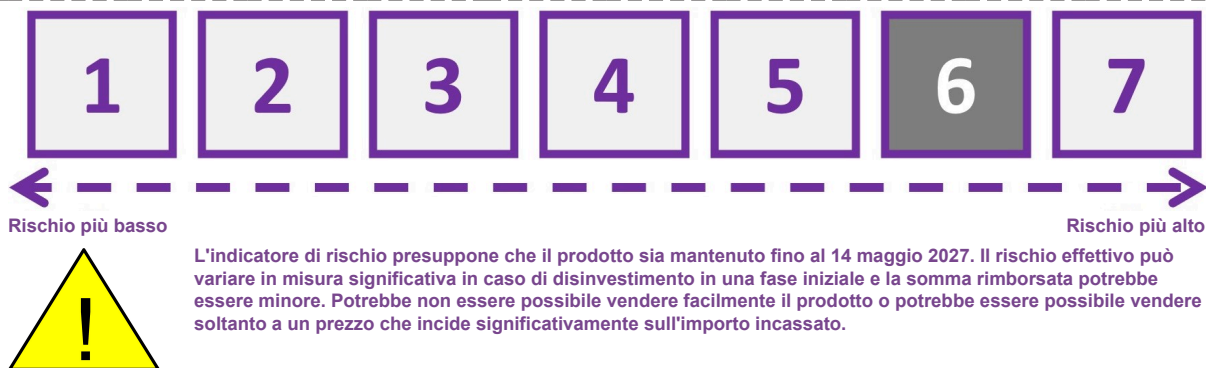 1 2 3 4 5 6 7
Rischio più basso Rischio più alto
L'indicatore di rischio presuppone che il prodotto sia mantenuto fino al 14 maggio 2027. Il rischio effettivo può
variare in misura significativa in caso di disinvestimento in una fase iniziale e la somma rimborsata potrebbe
essere minore. Potrebbe non essere possibile vendere facilmente il prodotto o potrebbe essere possibile vendere
soltanto a un prezzo che incide significativamente sull'importo incassato.
!